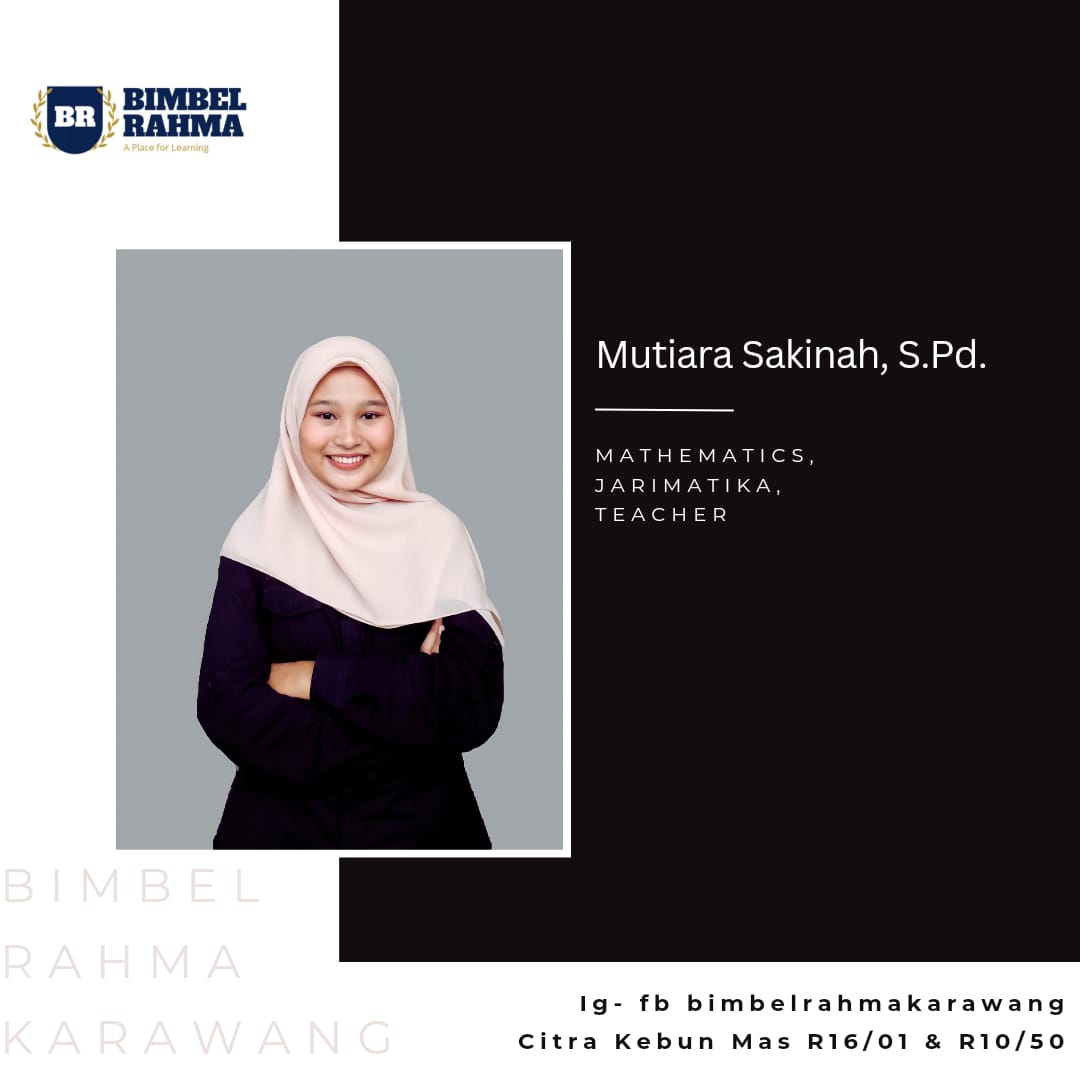 BR
BIMBEL
RAHMA
A Place for Learning
Mutiara Sakinah, S.Pd.
MATHEMATICS,
JARIMATIKA,
TEACHER
BIMBEL
RAHMA
KARAWANG
Ig- fb bimbelrahmakarawang
Citra Kebun Mas R16/01 & R10/50